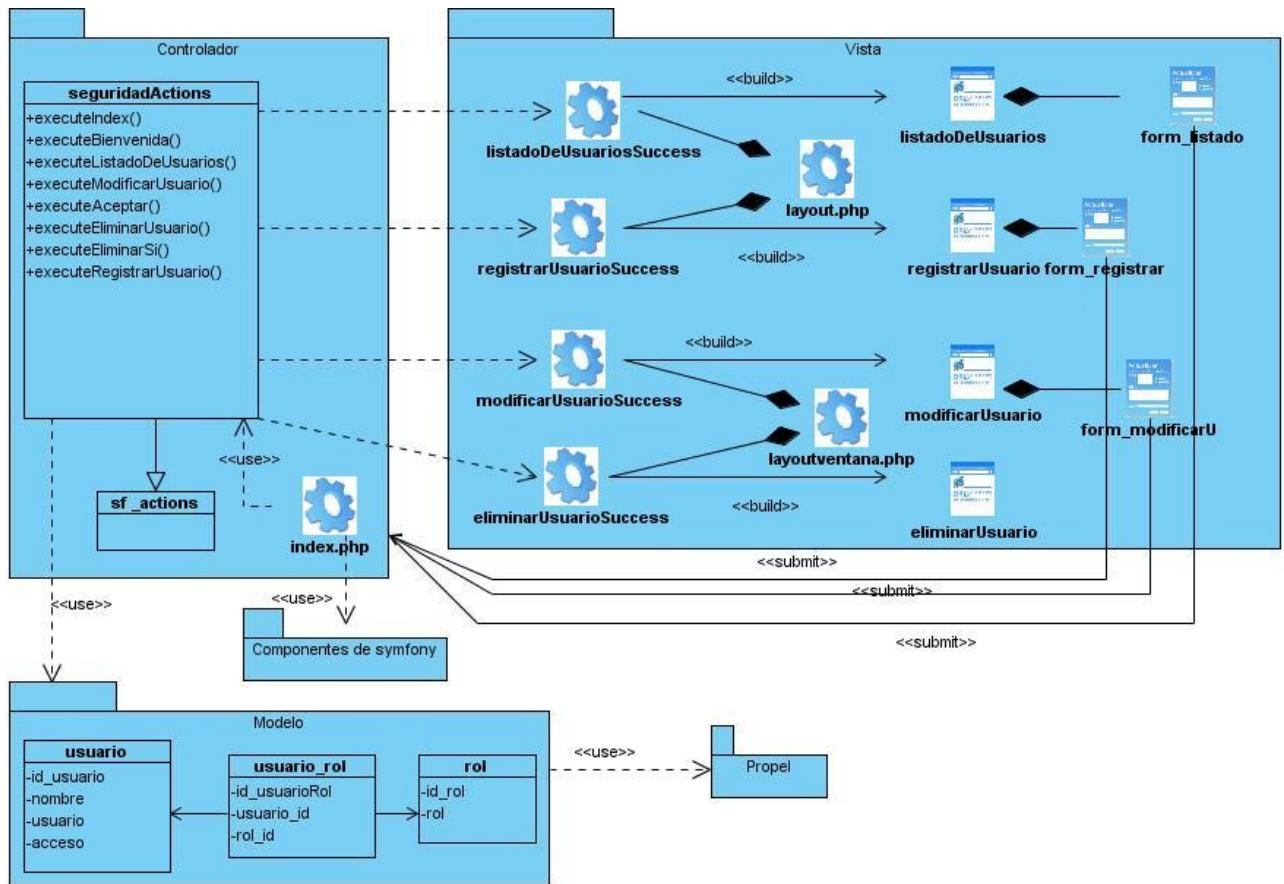 Controlador
seguridadActions
+executeIndex()
+executeBienvenida()
+executeListadoDeUsuarios()
+executeModificarUsuario()
+executeAceptar()
+executeEliminarUsuario()
+executeEliminarSi()
+executeRegistrarUsuario()
<<use>>
sf_actions
index.php
<<use>>
<<use>>
Componentes de symfony
Vista
<<build>>
listadoDeUsuariosSuccess
listadoDeUsuarios
form_listado
layout.php
registrarUsuarioSuccess
<<build>>
registrarUsuario
form_registrar
<<build>>
modificarUsuarioSuccess
modificarUsuario
form_modificarU
layoutventana.php
eliminarUsuarioSuccess
<<build>>
eliminarUsuario
<<submit>>
<<submit>>
<<submit>>
Modelo
usuario
-id_usuario
-nombre
-usuario
-acceso
usuario_rol
-id_usuarioRol
-usuario_id
-rol_id
rol
-id_rol
-rol
<<use>>
Propel